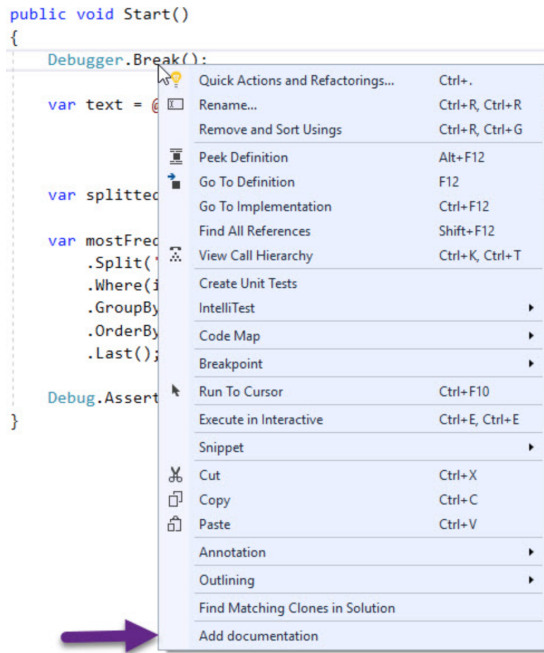 public void Start()
{
Debugger.Break();
var text = @
var splitted
var mostFreq
.Split('
.Where(i
.GroupBy
.OrderBy
.Last();
Debug.Assert
}
Quick Actions and Refactorings... Ctrl+.
Rename... Ctrl+R, Ctrl+R
Remove and Sort Usings Ctrl+R, Ctrl+G
Peek Definition Alt+F12
Go To Definition F12
Go To Implementation Ctrl+F12
Find All References Shift+F12
View Call Hierarchy Ctrl+K, Ctrl+T
Create Unit Tests
IntelliTest
Code Map
Breakpoint
Run To Cursor Ctrl+F10
Execute in Interactive Ctrl+E, Ctrl+E
Snippet
Cut Ctrl+X
Copy Ctrl+C
Paste Ctrl+V
Annotation
Outlining
Find Matching Clones in Solution
Add documentation